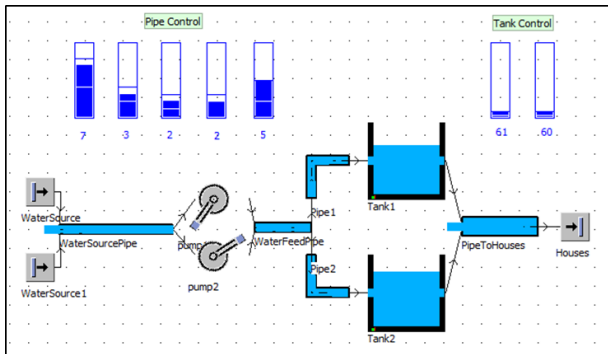 Pipe Control
Tank Control
7
.3
2
2
.5
61
.60
WaterSource
WaterSourcePipe
WaterSource1
pump
pump2
WaterFeedPipe
Pipe1
Pipe2
Tank1
Tank2
PipeToHouses
Houses